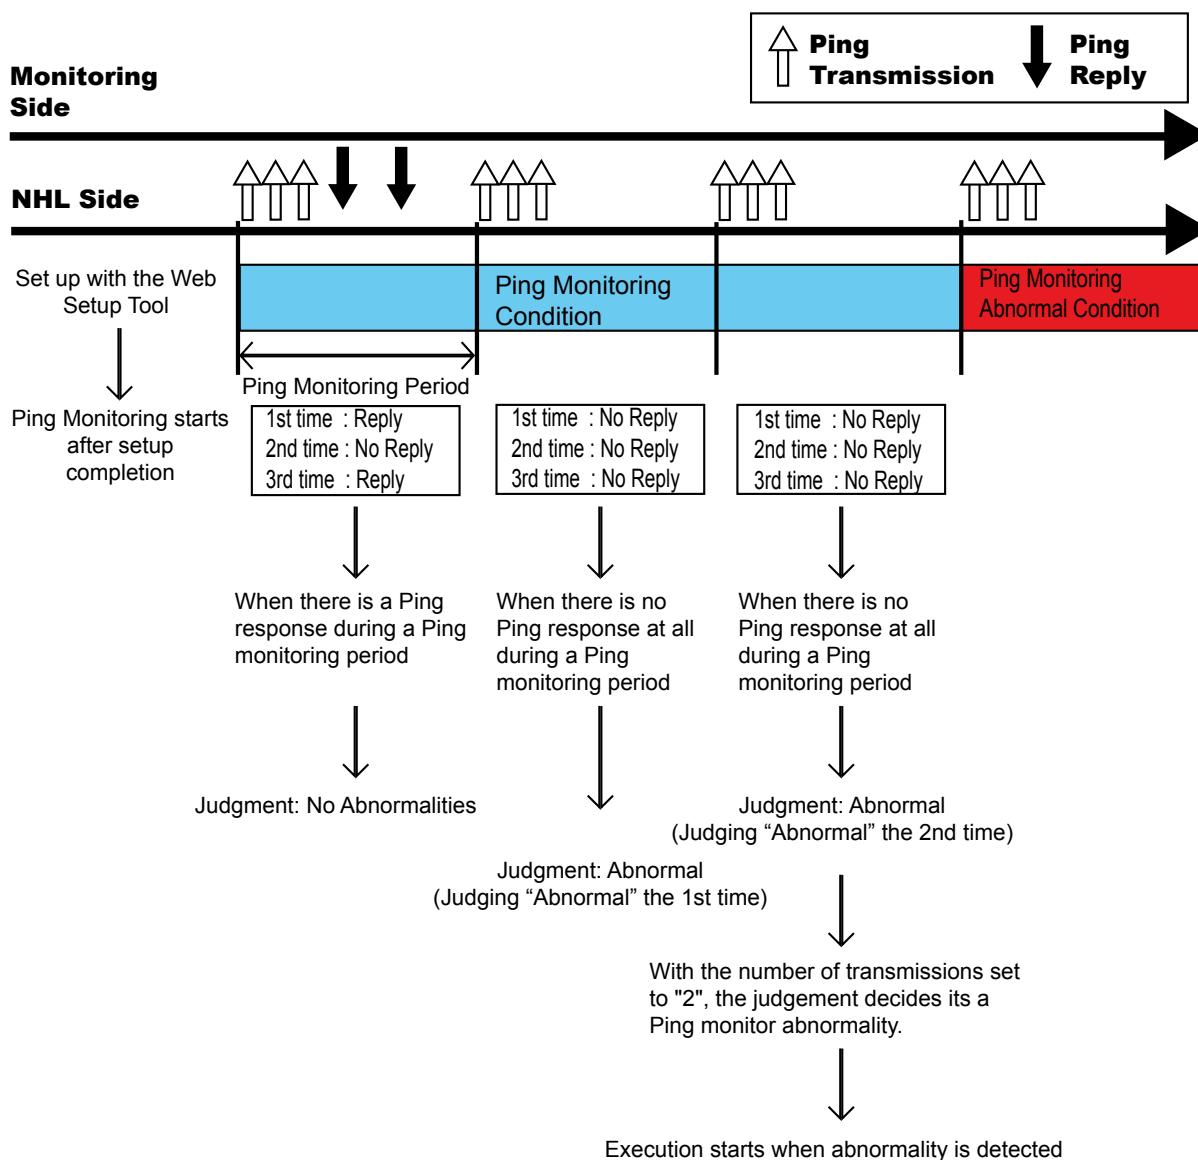 Ping
Transmission
Ping
Reply
Monitoring
Side
NHL Side
Set up with the Web
Setup Tool
Ping Monitoring starts
after setup
completion
Ping Monitoring
Condition
Ping Monitoring
Abnormal Condition
Ping Monitoring Period
1st time : Reply
2nd time : No Reply
3rd time : Reply
1st time : No Reply
2nd time : No Reply
3rd time : No Reply
1st time : No Reply
2nd time : No Reply
3rd time : No Reply
When there is a Ping
response during a Ping
monitoring period
When there is no
Ping response at all
during a Ping
monitoring period
When there is no
Ping response at all
during a Ping
monitoring period
Judgment: No Abnormalities
Judgment: Abnormal
(Judging “Abnormal” the 1st time)
Judgment: Abnormal
(Judging “Abnormal” the 2nd time)
With the number of transmissions set
to "2", the judgement decides its a
Ping monitor abnormality.
Execution starts when abnormality is detected